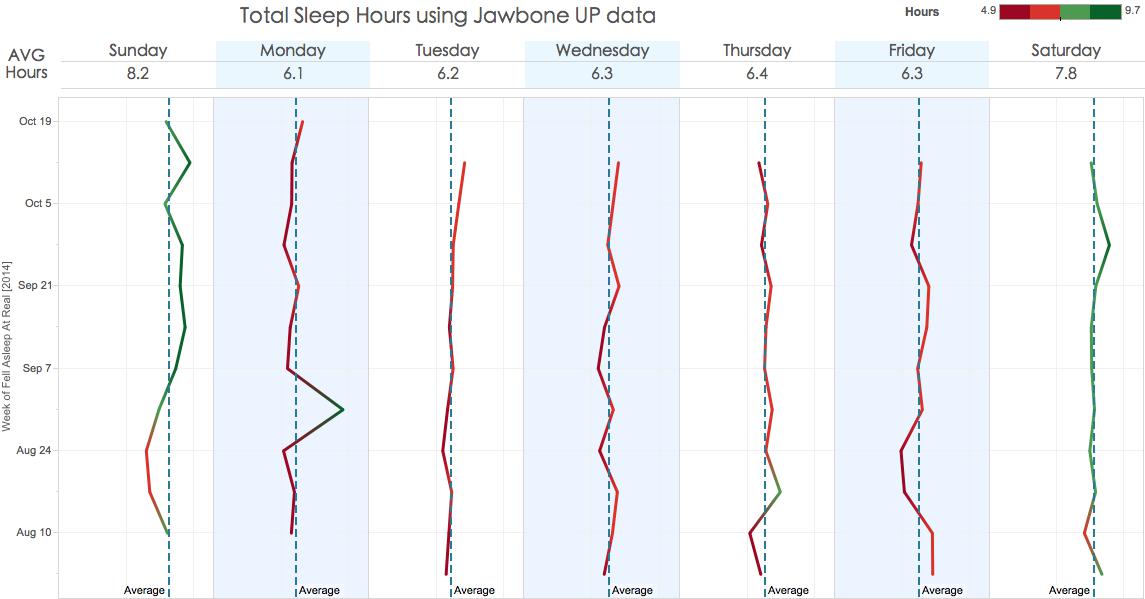 Total Sleep Hours using Jawbone UP data
Hours 4.9 9.7
AVG Hours
Sunday Monday Tuesday Wednesday Thursday Friday Saturday
8.2 6.1 6.2 6.3 6.4 6.3 7.8
Week of Fell Asleep At Real [2014]
Oct 19
Oct 5
Sep 21
Sep 7
Aug 24
Aug 10
Average Average Average Average Average Average Average